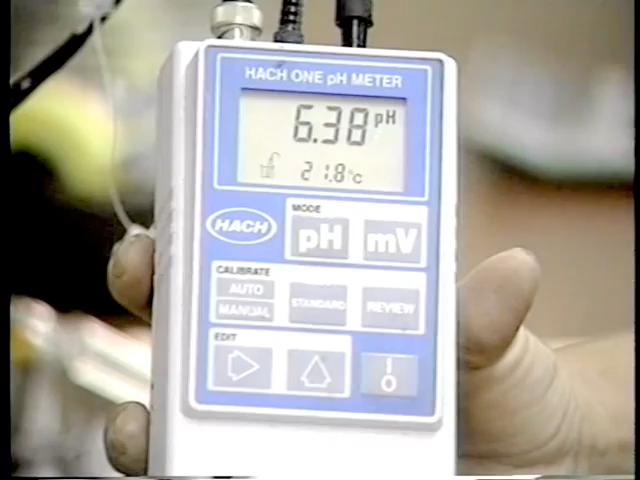 HACH ONE pH METER
6.38 pH
21.8°C
HACH
MODE
pH mV
CALIBRATE
AUTO
MANUAL
STANDARD
REVIEW
EDIT
I
O